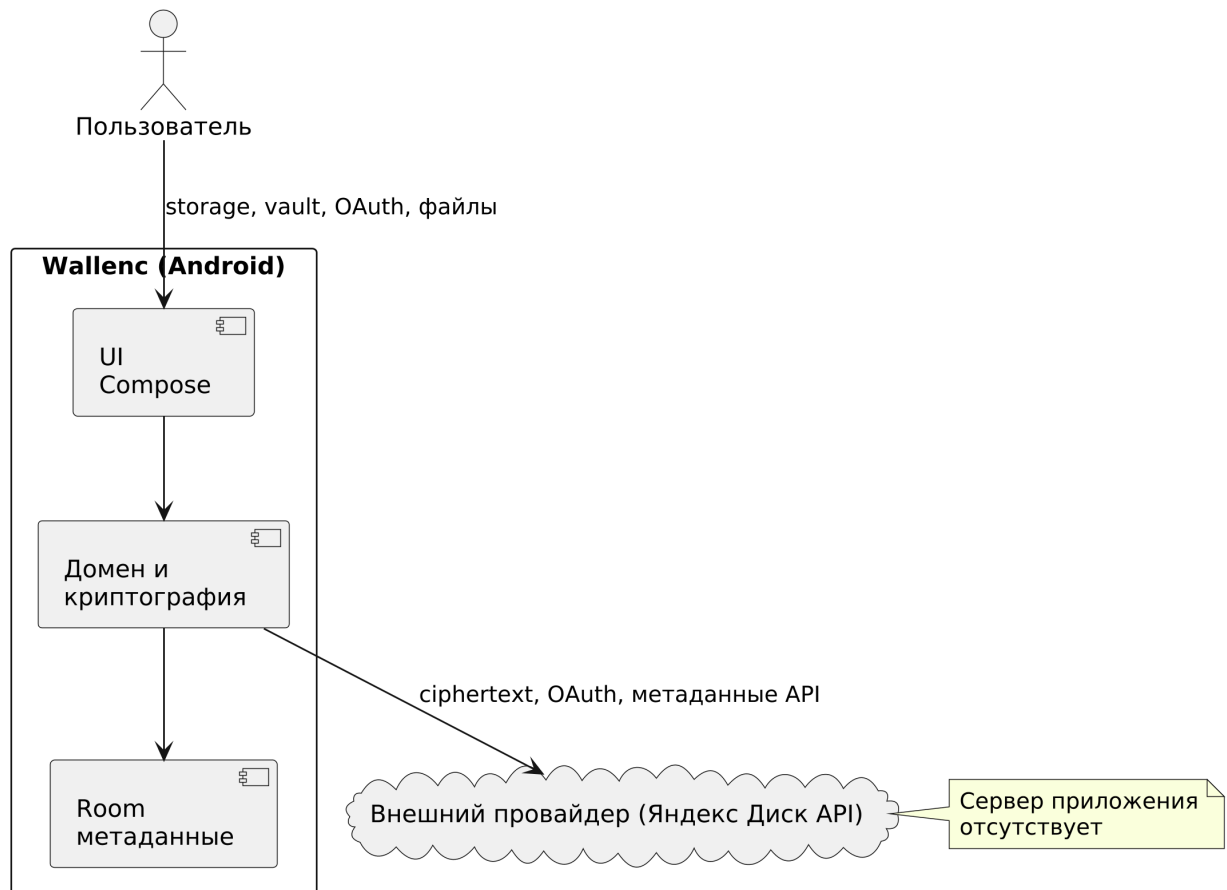 Пользователь
storage, vault, OAuth, файлы
Wallenc (Android)
UI
Compose
Домен и
криптография
ciphertext, OAuth, метаданные API
Room
метаданные
Внешний провайдер (Яндекс Диск API)
Сервер приложения
отсутствует